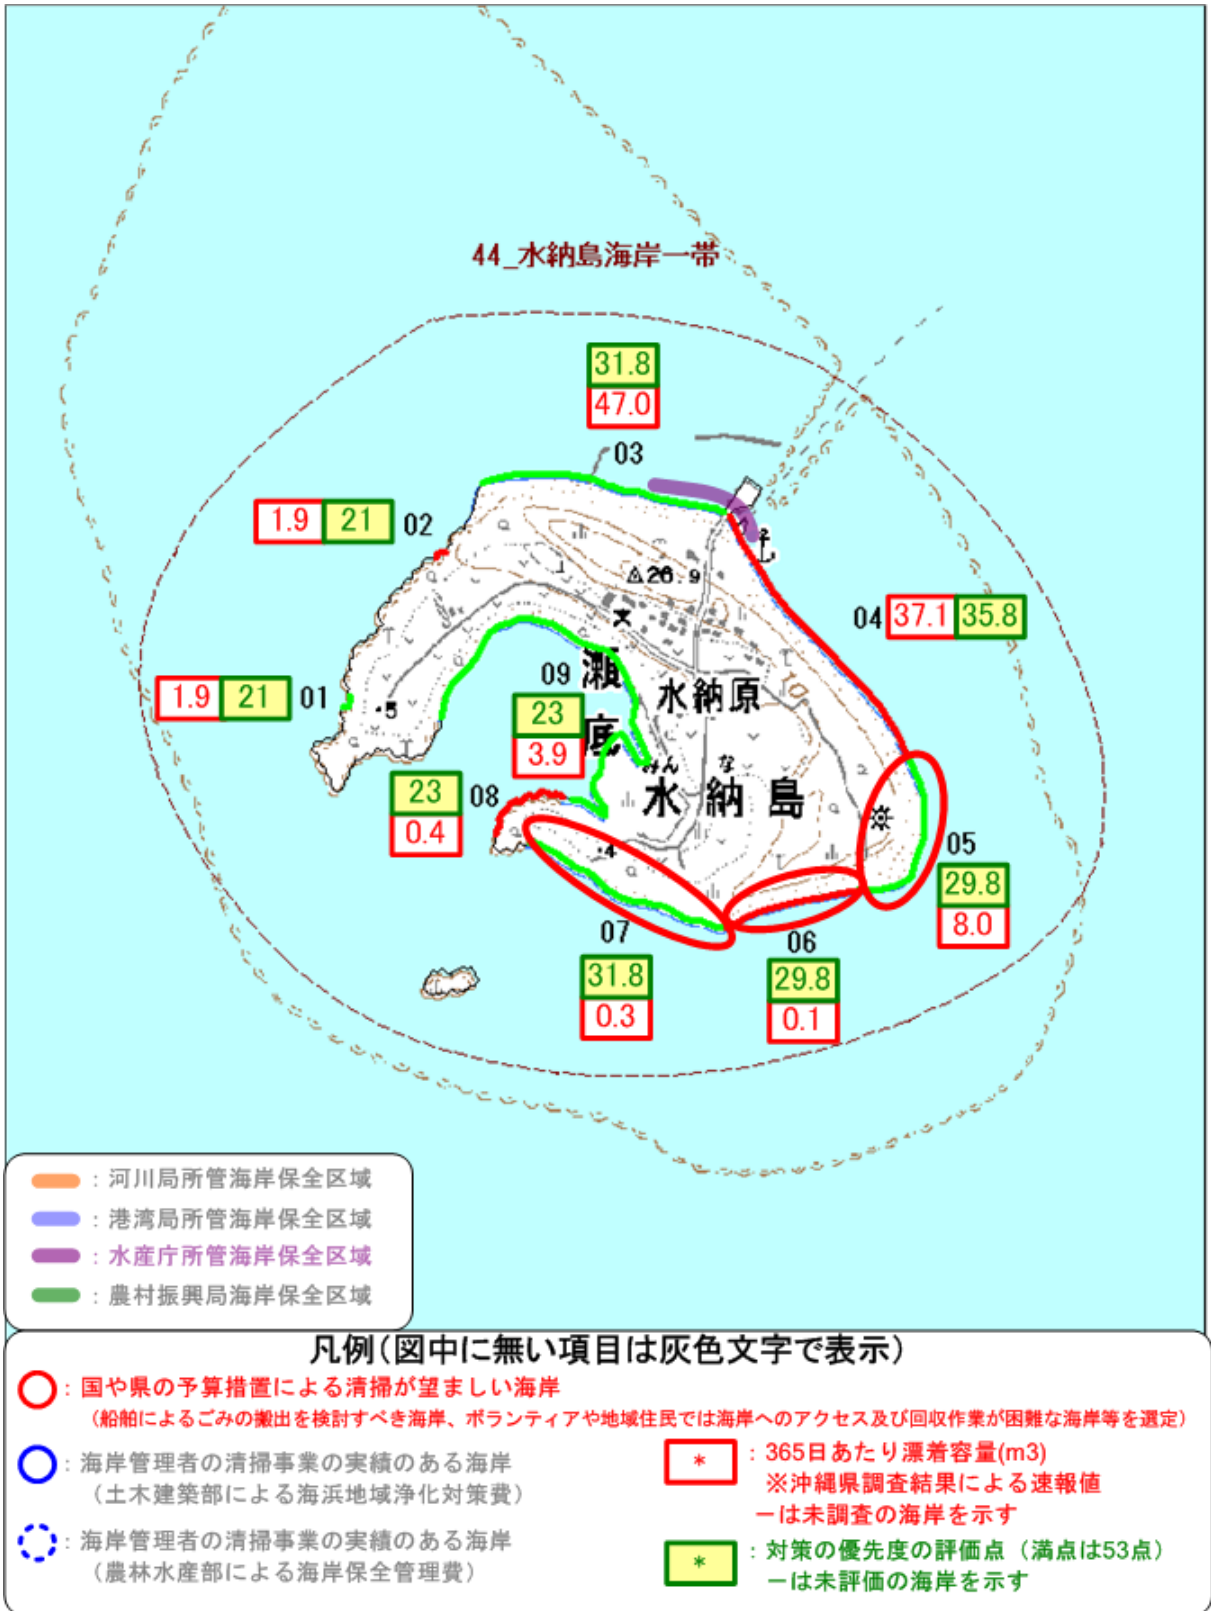 44_水納島海岸一帯
31.8
47.0
03
1.9 21 02
△26.9
04 37.1 35.8
1.9 21 01
・5
09
23
3.9
瀬底
水納原
10
みんな
水納島
23
0.4
08
・4
05
29.8
8.0
07
31.8
0.3
06
29.8
0.1
：河川局所管海岸保全区域
：港湾局所管海岸保全区域
：水産庁所管海岸保全区域
：農村振興局海岸保全区域
凡例（図中に無い項目は灰色文字で表示）
：国や県の予算措置による清掃が望ましい海岸
（船舶によるごみの搬出を検討すべき海岸、ボランティアや地域住民では海岸へのアクセス及び回収作業が困難な海岸等を選定）
：海岸管理者の清掃事業の実績のある海岸
（土木建築部による海浜地域浄化対策費）
：海岸管理者の清掃事業の実績のある海岸
（農林水産部による海岸保全管理費）
* ：365日あたり漂着容量(m3)
※沖縄県調査結果による速報値
－は未調査の海岸を示す
* ：対策の優先度の評価点（満点は53点）
－は未評価の海岸を示す